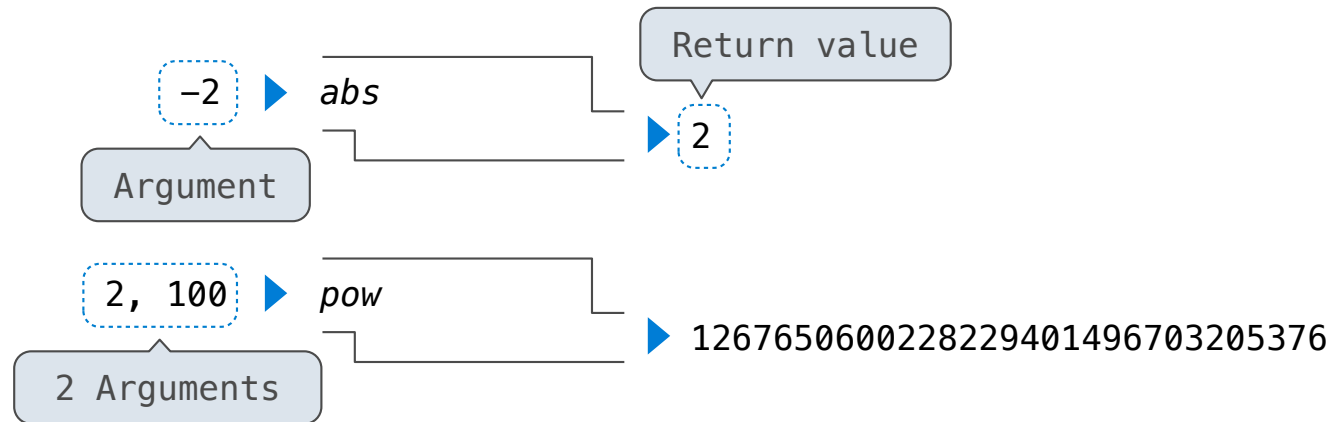 Return value
-2 abs
2
Argument
2, 100 pow
1267650600228229401496703205376
2 Arguments